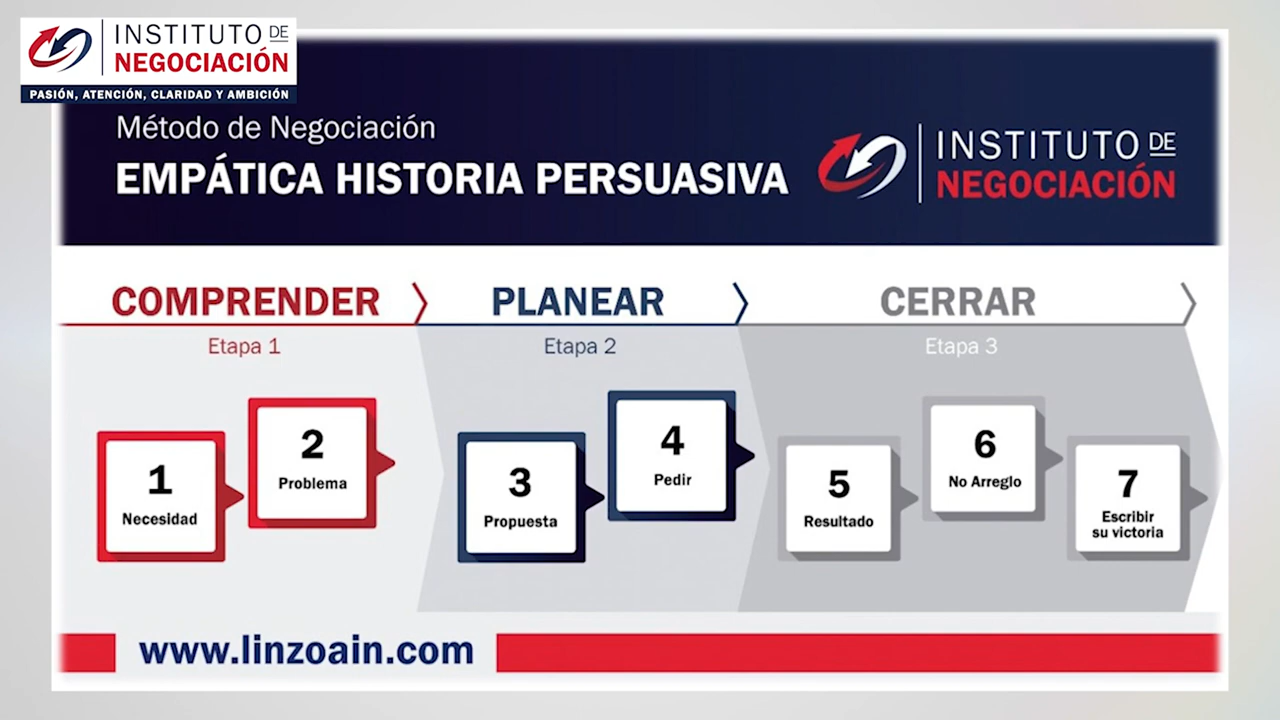 INSTITUTO DE
NEGOCIACIÓN
PASIÓN, ATENCIÓN, CLARIDAD Y AMBICIÓN
Método de Negociación
EMPÁTICA HISTORIA PERSUASIVA
INSTITUTO DE
NEGOCIACIÓN
COMPRENDER
Etapa 1
1
Necesidad
2
Problema
PLANEAR
Etapa 2
3
Propuesta
4
Pedir
CERRAR
Etapa 3
5
Resultado
6
No Arreglo
7
Escribir
su victoria
www.linzoain.com